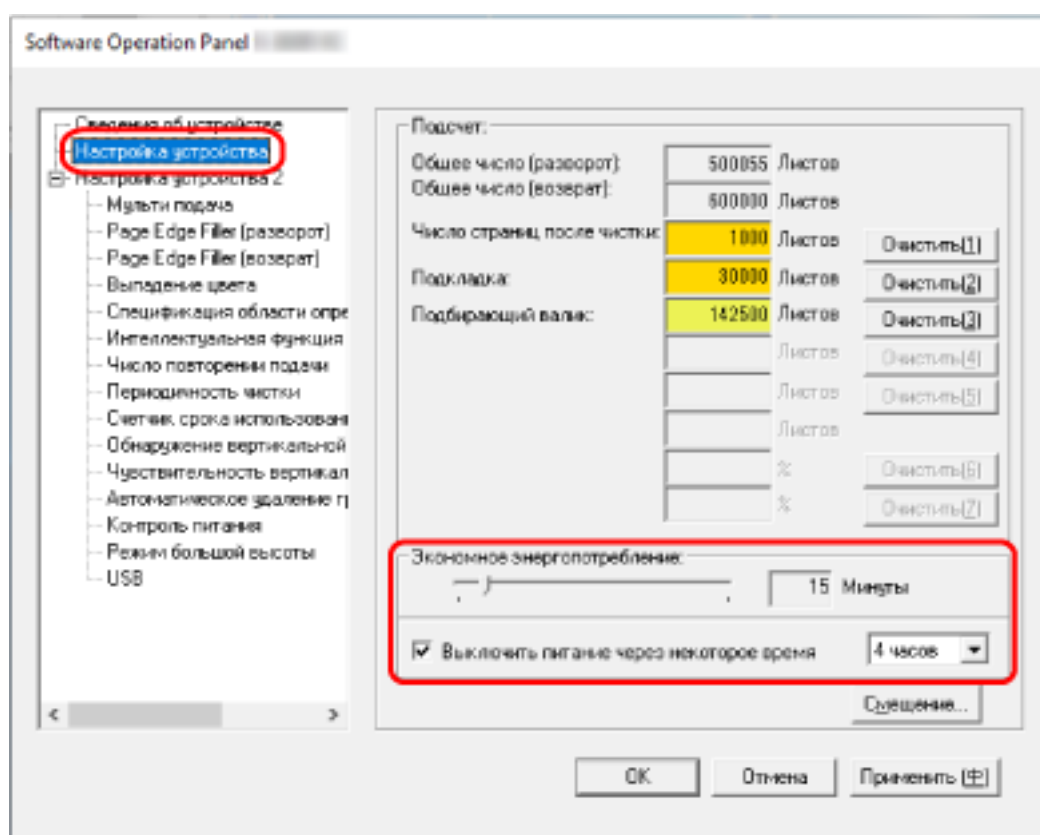 Software Operation Panel
Сведения об устройстве
Настройка устройства
Настройка устройства 2
Мульти подача
Page Edge Filler (разворот)
Page Edge Filler (возврат)
Выпадение цвета
Спецификация области опре
Интеллектуальная функция
Число повторении подачи
Периодичность чистки
Счетчик срока использован
Обнаружение вертикальной
Чувствительность вертикал
Автоматическое удаление г
Контроль питания
Режим большой высоты
USB
Подсчет:
Общее число (разворот): 500055 Листов
Общее число (возврат): 600000 Листов
Число страниц после чистки: 1000 Листов Очистить(1)
Подкладка: 30000 Листов Очистить(2)
Подбирающий валик: 142500 Листов Очистить(3)
Листов Очистить(4)
Листов Очистить(5)
Листов
% Очистить(6)
% Очистить(7)
Экономное энергопотребление:
15 Минуты
Выключить питание через некоторое время 4 часов
Смещение...
OK Отмена Применить (中)